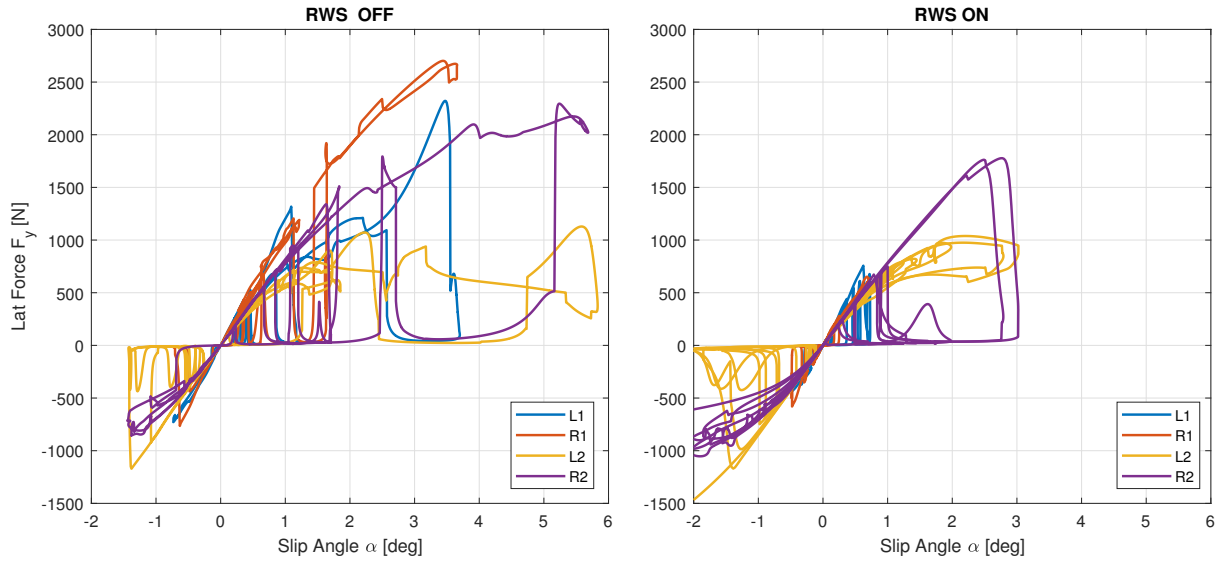 RWS OFF
3000
2500
2000
1500
1000
500
0
-500
-1000
-1500
-2
-1
0
1
2
3
4
5
6
Lat Force F_y [N]
Slip Angle α [deg]
L1
R1
L2
R2
RWS ON
3000
2500
2000
1500
1000
500
0
-500
-1000
-1500
-2
-1
0
1
2
3
4
5
6
Slip Angle α [deg]
L1
R1
L2
R2